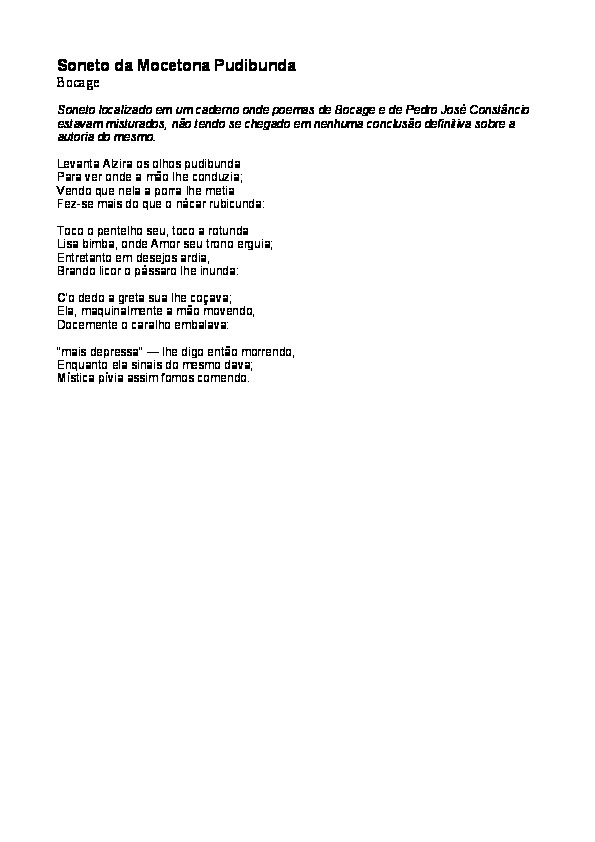 Soneto da Mocetona Pudibunda
Bocage
Soneto localizado em um caderno onde poemas de Bocage e de Pedro José Constâncio
estavam misturados, não tendo se chegado em nenhuma conclusão definitiva sobre a
autoria do mesmo.
Levanta Alzira os olhos pudibunda
Para ver onde a mão lhe conduzia;
Vendo que nela a porra lhe metia
Fez-se mais do que o nácar rubicunda:
Toco o pentelho seu, toco a rotunda
Lisa bimba, onde Amor seu trono erguia;
Entretanto em desejos ardia,
Brando licor o pássaro lhe inunda:
C'o dedo a greta sua lhe coçava;
Ela, maquinalmente a mão movendo,
Docemente o caralho embalava:
"mais depressa" — lhe digo então morrendo,
Enquanto ela sinais do mesmo dava;
Mística pívia assim fomos comendo.